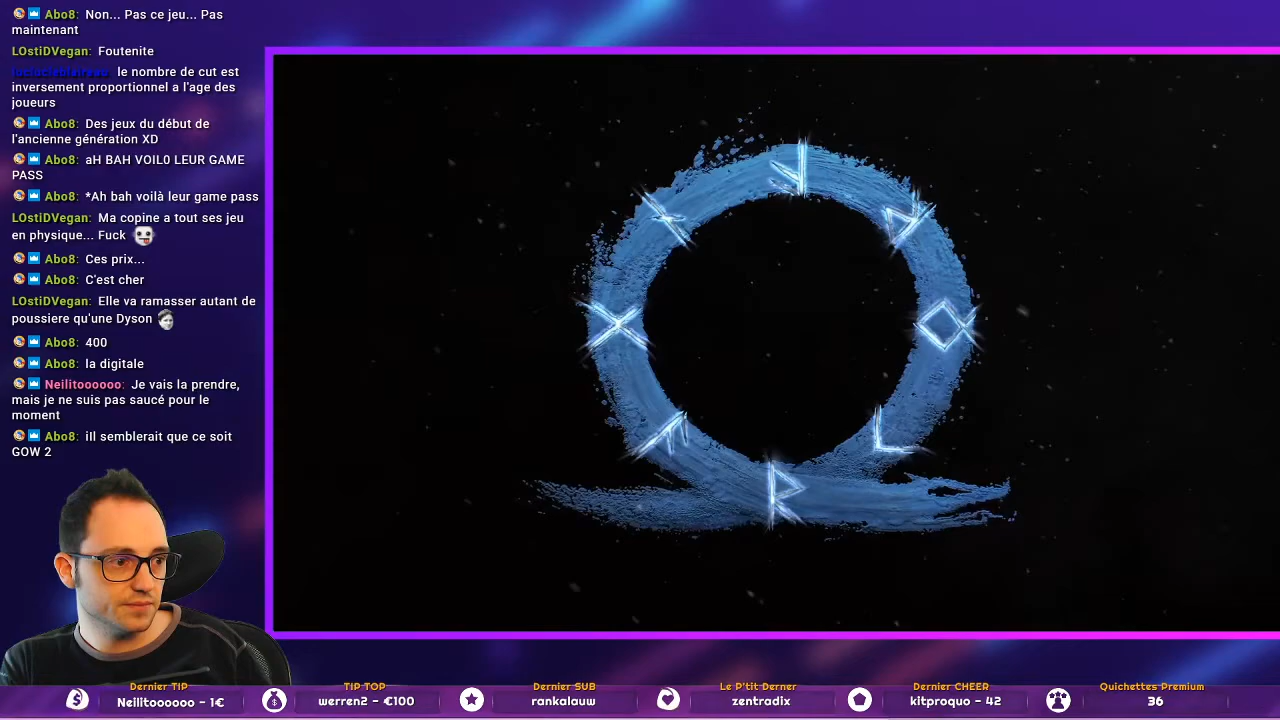 Abo8: Non... Pas ce jeu... Pas
maintenant
LOstiDVegan: Foutenite
le nombre de cut est
inversement proportionnel a l'age des
joueurs
Abo8: Des jeux du début de
l'ancienne génération XD
Abo8: aH BAH VOIL0 LEUR GAME
PASS
Abo8: *Ah bah voilà leur game pass
LOstiDVegan: Ma copine a tout ses jeu
en physique... Fuck
Abo8: Ces prix...
Abo8: C'est cher
LOstiDVegan: Elle va ramasser autant de
poussiere qu'une Dyson
Abo8: 400
Abo8: la digitale
Neilitoooooo: Je vais la prendre,
mais je ne suis pas saucé pour le
moment
Abo8: iIl semblerait que ce soit
GOW 2
Dernier TIP
Neilitoooooo - 1€
TIP TOP
werren2 - €100
Dernier SUB
rankalauw
Le P'tit Derner
zentradix
Dernier CHEER
kitproquo - 42
Quichettes Premium
36